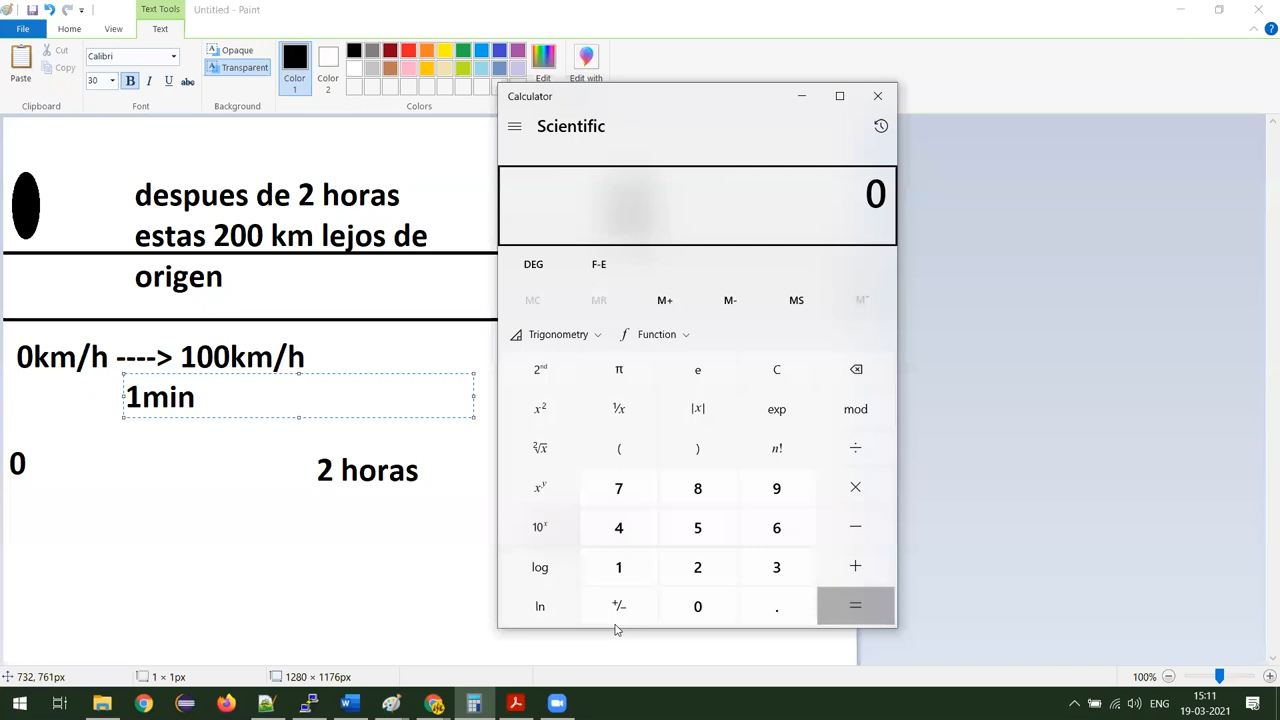 Text Tools
Untitled - Paint
File
Home
View
Text
Paste
Cut
Copy
Clipboard
Calibri
30
B
I
U
abc
Font
Opaque
Transparent
Background
Color
1
Color
2
Edit
Edit with
Colors
Calculator
Scientific
0
DEG
F-E
MC
MR
M+
M-
MS
M˅
Trigonometry
f Function
2ⁿᵈ
π
e
C
x²
¹/x
|x|
exp
mod
²√x
(
)
n!
÷
xʸ
7
8
9
×
10ˣ
4
5
6
−
log
1
2
3
+
ln
+/−
0
.
=
despues de 2 horas
estas 200 km lejos de
origen
0km/h ----> 100km/h
1min
0
2 horas
732, 761px
1 × 1px
1280 × 1176px
100%
15:11
ENG
19-03-2021